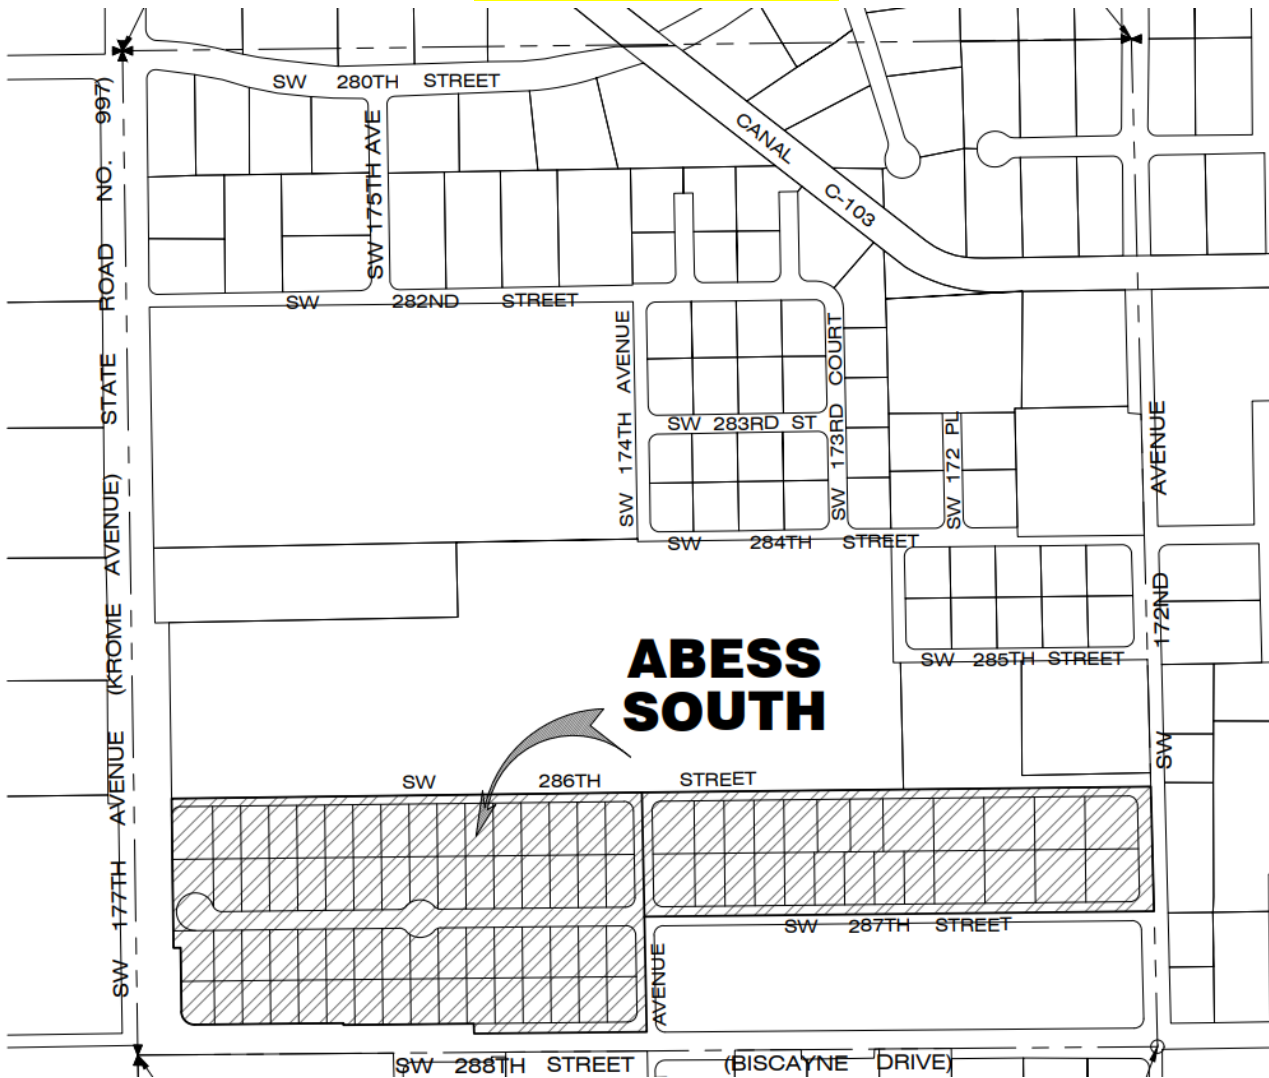 SW 280TH STREET
CANAL C-103
SW 175TH AVE
SW 282ND STREET
SW 177TH AVENUE (KROME AVENUE) STATE ROAD NO. 997)
SW 174TH AVENUE
SW 283RD ST
SW 173RD COURT
SW 172 PL
SW 172ND AVENUE
SW 284TH STREET
SW 285TH STREET
ABESS
SOUTH
SW 286TH STREET
SW 287TH STREET
AVENUE
SW 288TH STREET (BISCAYNE DRIVE)